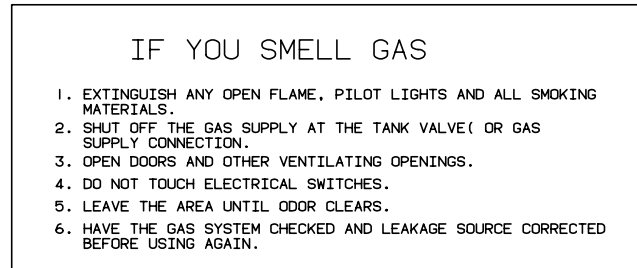 IF YOU SMELL GAS
1. EXTINGUISH ANY OPEN FLAME, PILOT LIGHTS AND ALL SMOKING
MATERIALS.
2. SHUT OFF THE GAS SUPPLY AT THE TANK VALVE( OR GAS
SUPPLY CONNECTION.
3. OPEN DOORS AND OTHER VENTILATING OPENINGS.
4. DO NOT TOUCH ELECTRICAL SWITCHES.
5. LEAVE THE AREA UNTIL ODOR CLEARS.
6. HAVE THE GAS SYSTEM CHECKED AND LEAKAGE SOURCE CORRECTED
BEFORE USING AGAIN.